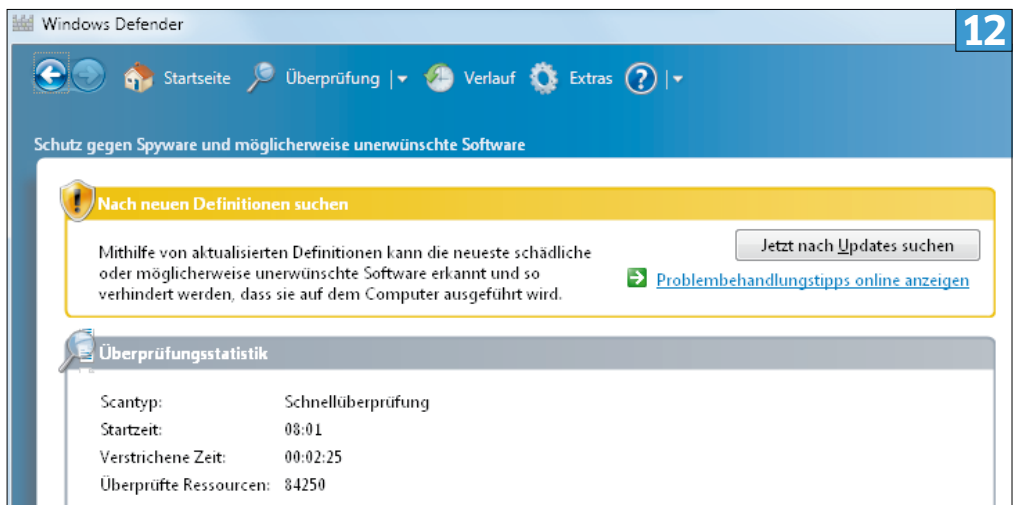 Windows Defender
12
Startseite Überprüfung Verlauf Extras ?
Schutz gegen Spyware und möglicherweise unerwünschte Software
Nach neuen Definitionen suchen
Mithilfe von aktualisierten Definitionen kann die neueste schädliche
oder möglicherweise unerwünschte Software erkannt und so
verhindert werden, dass sie auf dem Computer ausgeführt wird.
Jetzt nach Updates suchen
Problembehandlungstipps online anzeigen
Überprüfungsstatistik
Scantyp: Schnellüberprüfung
Startzeit: 08:01
Verstrichene Zeit: 00:02:25
Überprüfte Ressourcen: 84250